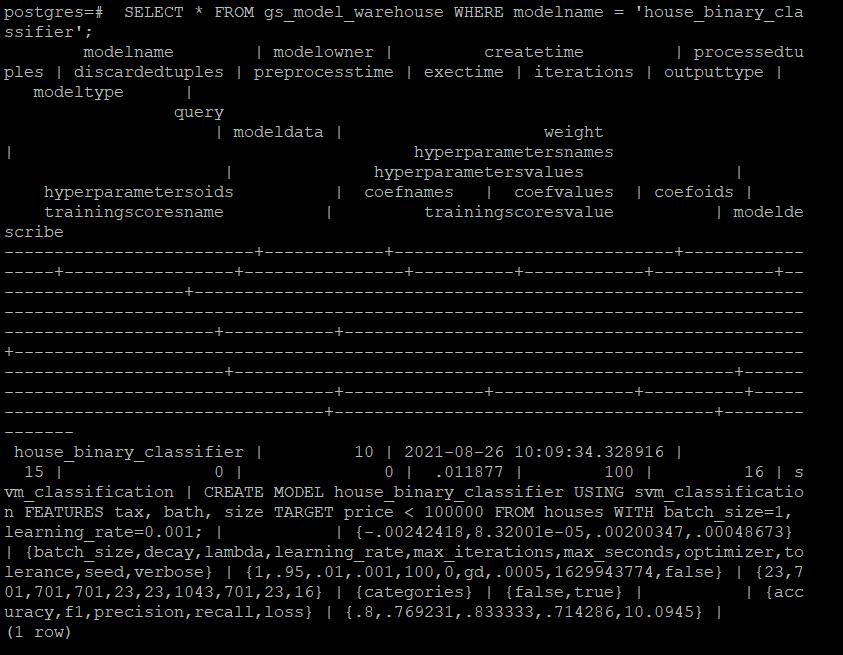 postgres=#  SELECT * FROM gs_model_warehouse WHERE modelname = 'house_binary_cla
ssifier';
        modelname        | modelowner |         createtime         | processedtu
ples | discardedtuples | preprocesstime | exectime | iterations | outputtype |
   modeltype      |
                 query
                     | modeldata |                    weight
|                                        hyperparametersnames
                      |              hyperparametersvalues               |
    hyperparametersoids          |  coefnames   |  coefvalues  | coefoids |
    trainingscoresname          |         trainingscoresvalue          | modelde
scribe
-------------------------+------------+----------------------------+------------
-----+-----------------+----------------+----------+------------+------------+--
-----------------+--------------------------------------------------------------
--------------------------------------------------------------------------------
---------------------+-----------+----------------------------------------------
+-------------------------------------------------------------------------------
----------------------+--------------------------------------------------+------
---------------------------------+--------------+--------------+----------+-----
--------------------------------+--------------------------------------+--------
-------
 house_binary_classifier |         10 | 2021-08-26 10:09:34.328916 |
  15 |               0 |              0 |  .011877 |        100 |         16 | s
vm_classification | CREATE MODEL house_binary_classifier USING svm_classificatio
n FEATURES tax, bath, size TARGET price < 100000 FROM houses WITH batch_size=1,
learning_rate=0.001; |           | {-.00242418,8.32001e-05,.00200347,.00048673}
| {batch_size,decay,lambda,learning_rate,max_iterations,max_seconds,optimizer,to
lerance,seed,verbose} | {1,.95,.01,.001,100,0,gd,.0005,1629943774,false} | {23,7
01,701,701,23,23,1043,701,23,16} | {categories} | {false,true} |          | {acc
uracy,f1,precision,recall,loss} | {.8,.769231,.833333,.714286,10.0945} |
(1 row)